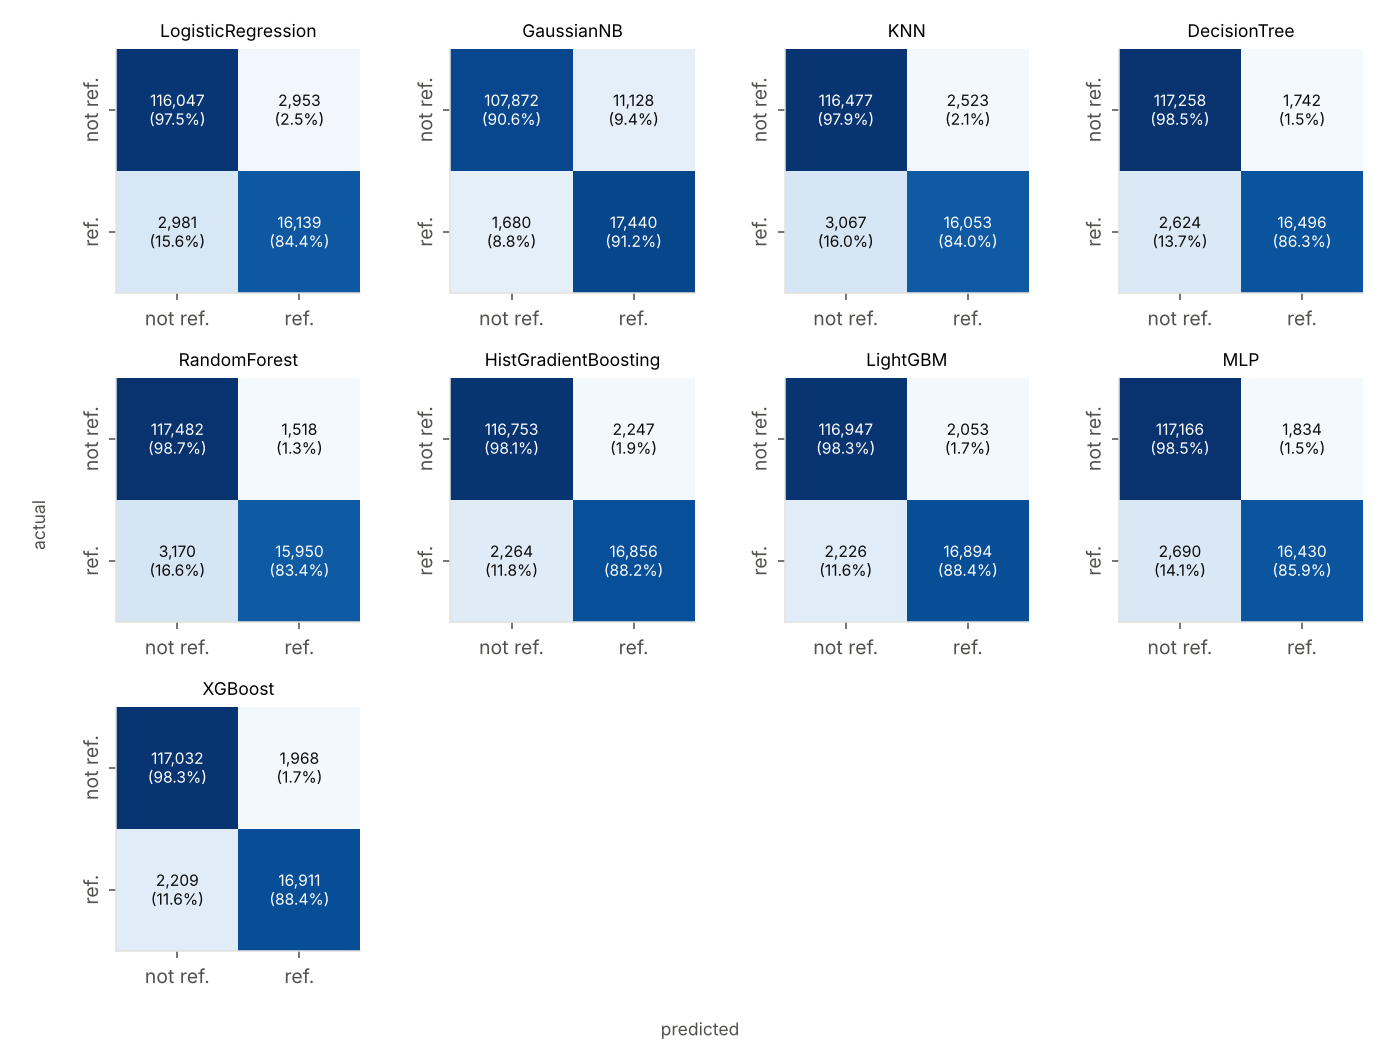 LogisticRegression
GaussianNB
KNN
DecisionTree
not ref.
116,047
(97.5%)
2,953
(2.5%)
ref.
2,981
(15.6%)
16,139
(84.4%)
not ref.
ref.
not ref.
107,872
(90.6%)
11,128
(9.4%)
ref.
1,680
(8.8%)
17,440
(91.2%)
not ref.
ref.
not ref.
116,477
(97.9%)
2,523
(2.1%)
ref.
3,067
(16.0%)
16,053
(84.0%)
not ref.
ref.
not ref.
117,258
(98.5%)
1,742
(1.5%)
ref.
2,624
(13.7%)
16,496
(86.3%)
not ref.
ref.
RandomForest
HistGradientBoosting
LightGBM
MLP
actual
not ref.
117,482
(98.7%)
1,518
(1.3%)
ref.
3,170
(16.6%)
15,950
(83.4%)
not ref.
ref.
not ref.
116,753
(98.1%)
2,247
(1.9%)
ref.
2,264
(11.8%)
16,856
(88.2%)
not ref.
ref.
not ref.
116,947
(98.3%)
2,053
(1.7%)
ref.
2,226
(11.6%)
16,894
(88.4%)
not ref.
ref.
not ref.
117,166
(98.5%)
1,834
(1.5%)
ref.
2,690
(14.1%)
16,430
(85.9%)
not ref.
ref.
XGBoost
not ref.
117,032
(98.3%)
1,968
(1.7%)
ref.
2,209
(11.6%)
16,911
(88.4%)
not ref.
ref.
predicted